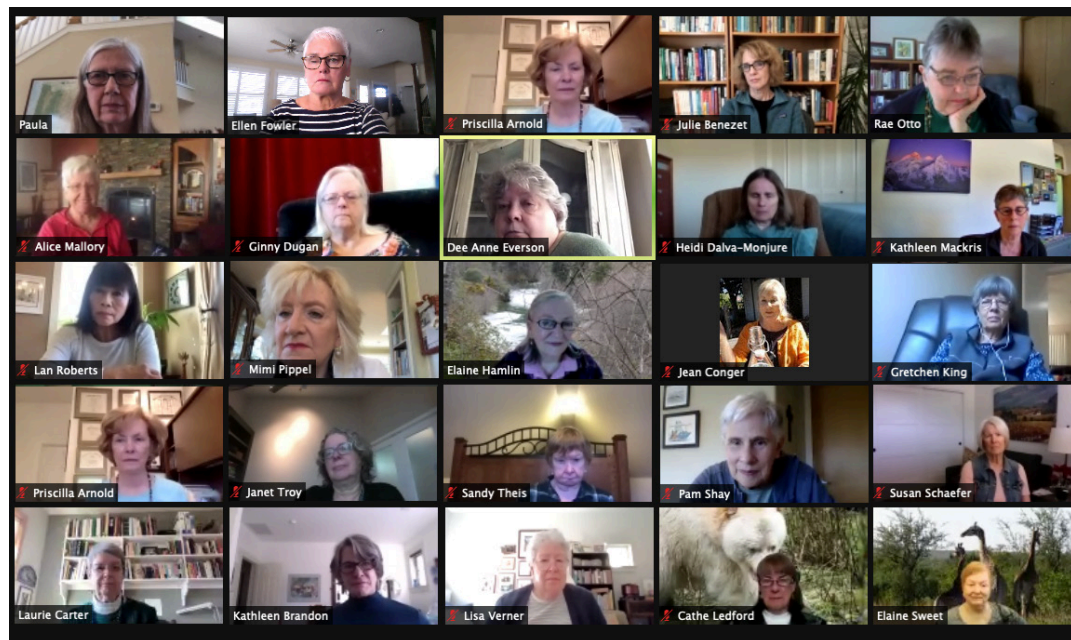 Paula
Ellen Fowler
Priscilla Arnold
Julie Benezet
Rae Otto
Alice Mallory
Ginny Dugan
Dee Anne Everson
Heidi Dalva-Monjure
Kathleen Mackris
Lan Roberts
Mimi Pippel
Elaine Hamlin
Jean Conger
Gretchen King
Priscilla Arnold
Janet Troy
Sandy Theis
Pam Shay
Susan Schaefer
Laurie Carter
Kathleen Brandon
Lisa Verner
Cathe Ledford
Elaine Sweet